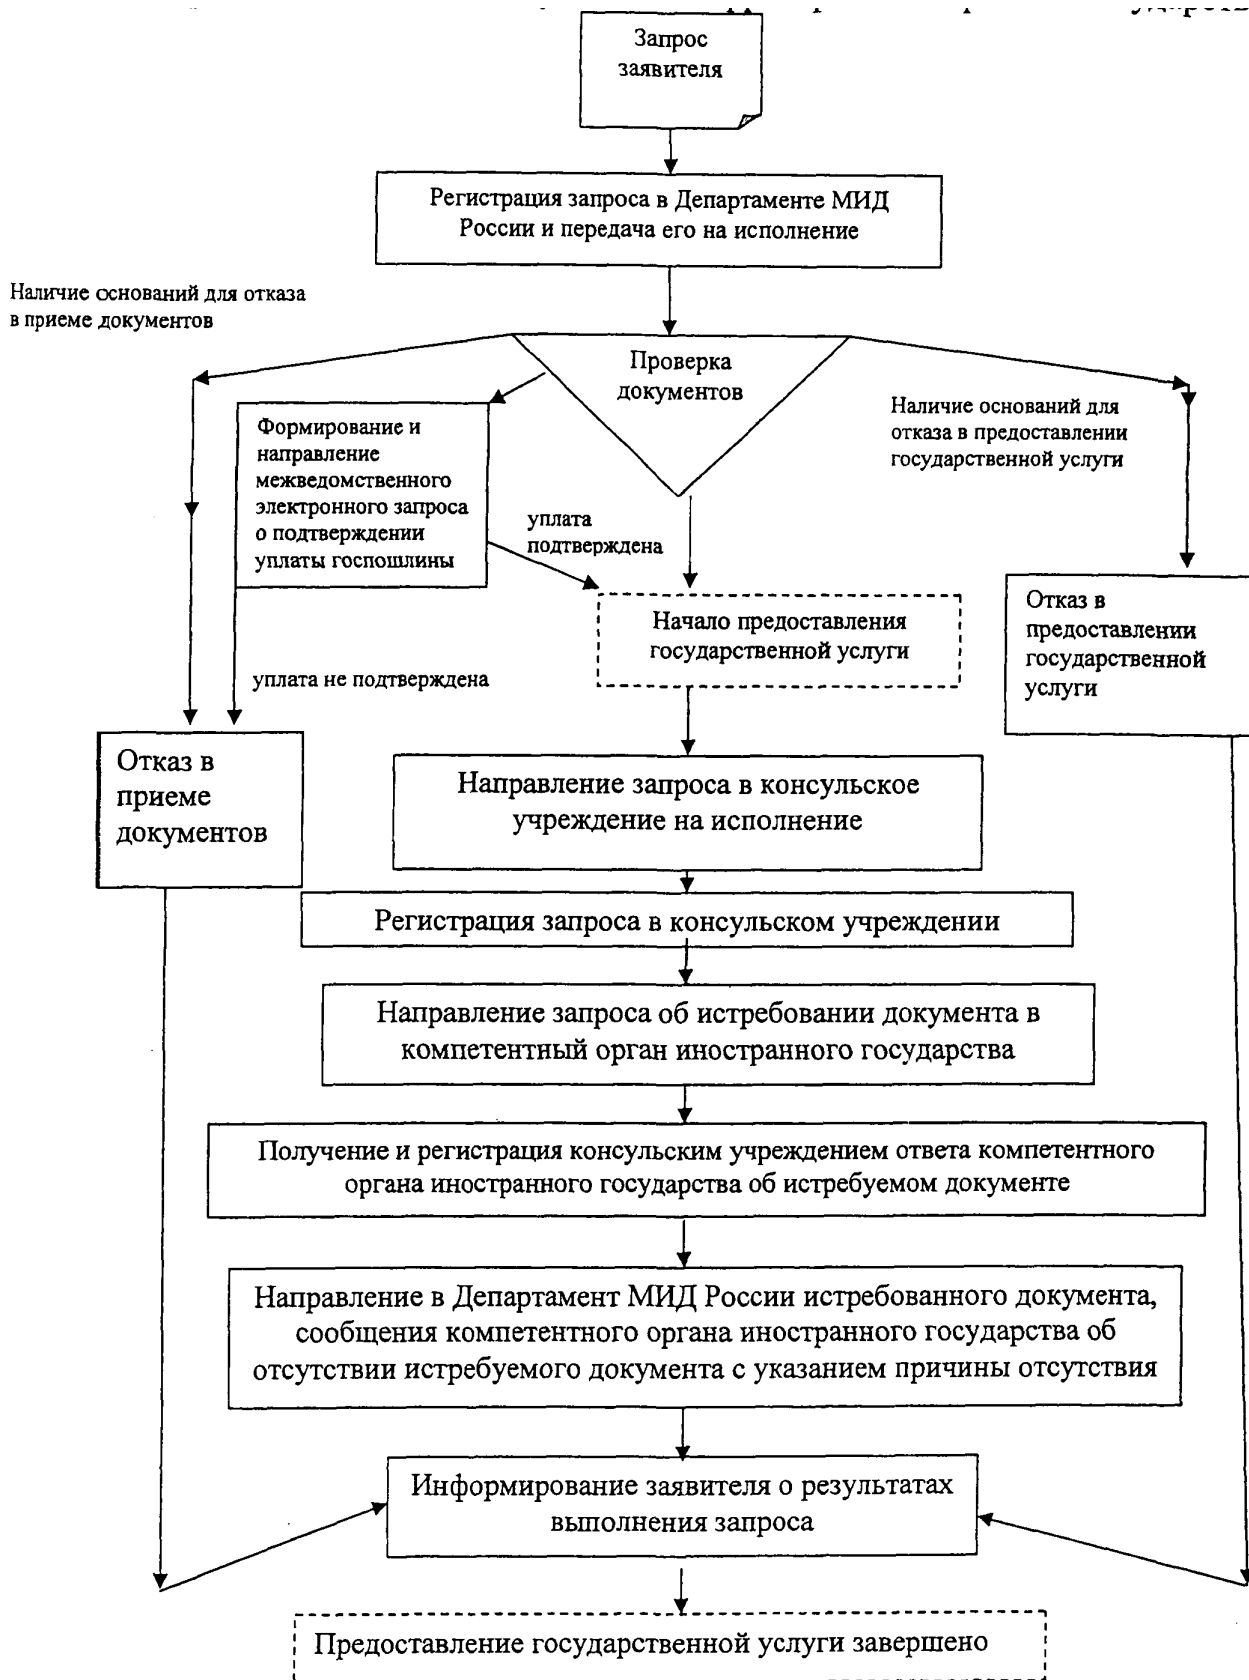 Запрос
заявителя
Регистрация запроса в Департаменте МИД
России и передача его на исполнение
Наличие оснований для отказа
в приеме документов
Проверка
документов
Наличие оснований для
отказа в предоставлении
государственной услуги
Формирование и
направление
межведомственного
электронного запроса
о подтверждении
уплаты госпошлины
уплата
подтверждена
Начало предоставления
государственной услуги
Отказ в
предоставлении
государственной
услуги
уплата не подтверждена
Отказ в
приеме
документов
Направление запроса в консульское
учреждение на исполнение
Регистрация запроса в консульском учреждении
Направление запроса об истребовании документа в
компетентный орган иностранного государства
Получение и регистрация консульским учреждением ответа компетентного
органа иностранного государства об истребуемом документе
Направление в Департамент МИД России истребованного документа,
сообщения компетентного органа иностранного государства об
отсутствии истребуемого документа с указанием причины отсутствия
Информирование заявителя о результатах
выполнения запроса
Предоставление государственной услуги завершено